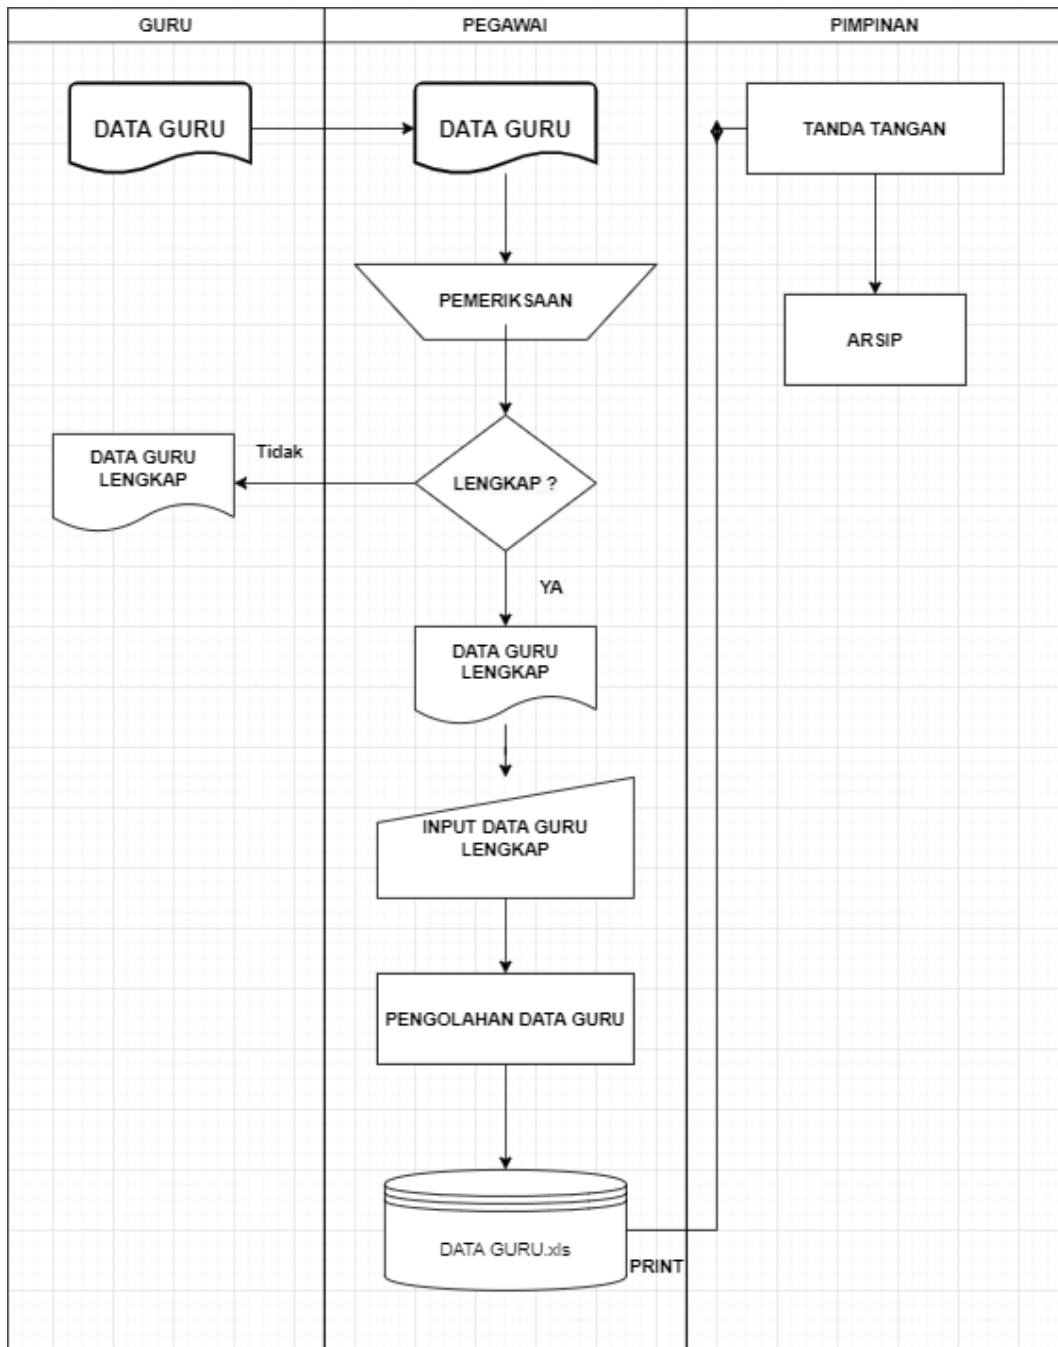 GURU
PEGAWAI
PIMPINAN
DATA GURU
DATA GURU
TANDA TANGAN
PEMERIKSAAN
ARSIP
DATA GURU
LENGKAP
Tidak
LENGKAP ?
YA
DATA GURU
LENGKAP
INPUT DATA GURU
LENGKAP
PENGOLAHAN DATA GURU
DATA GURU.xls
PRINT